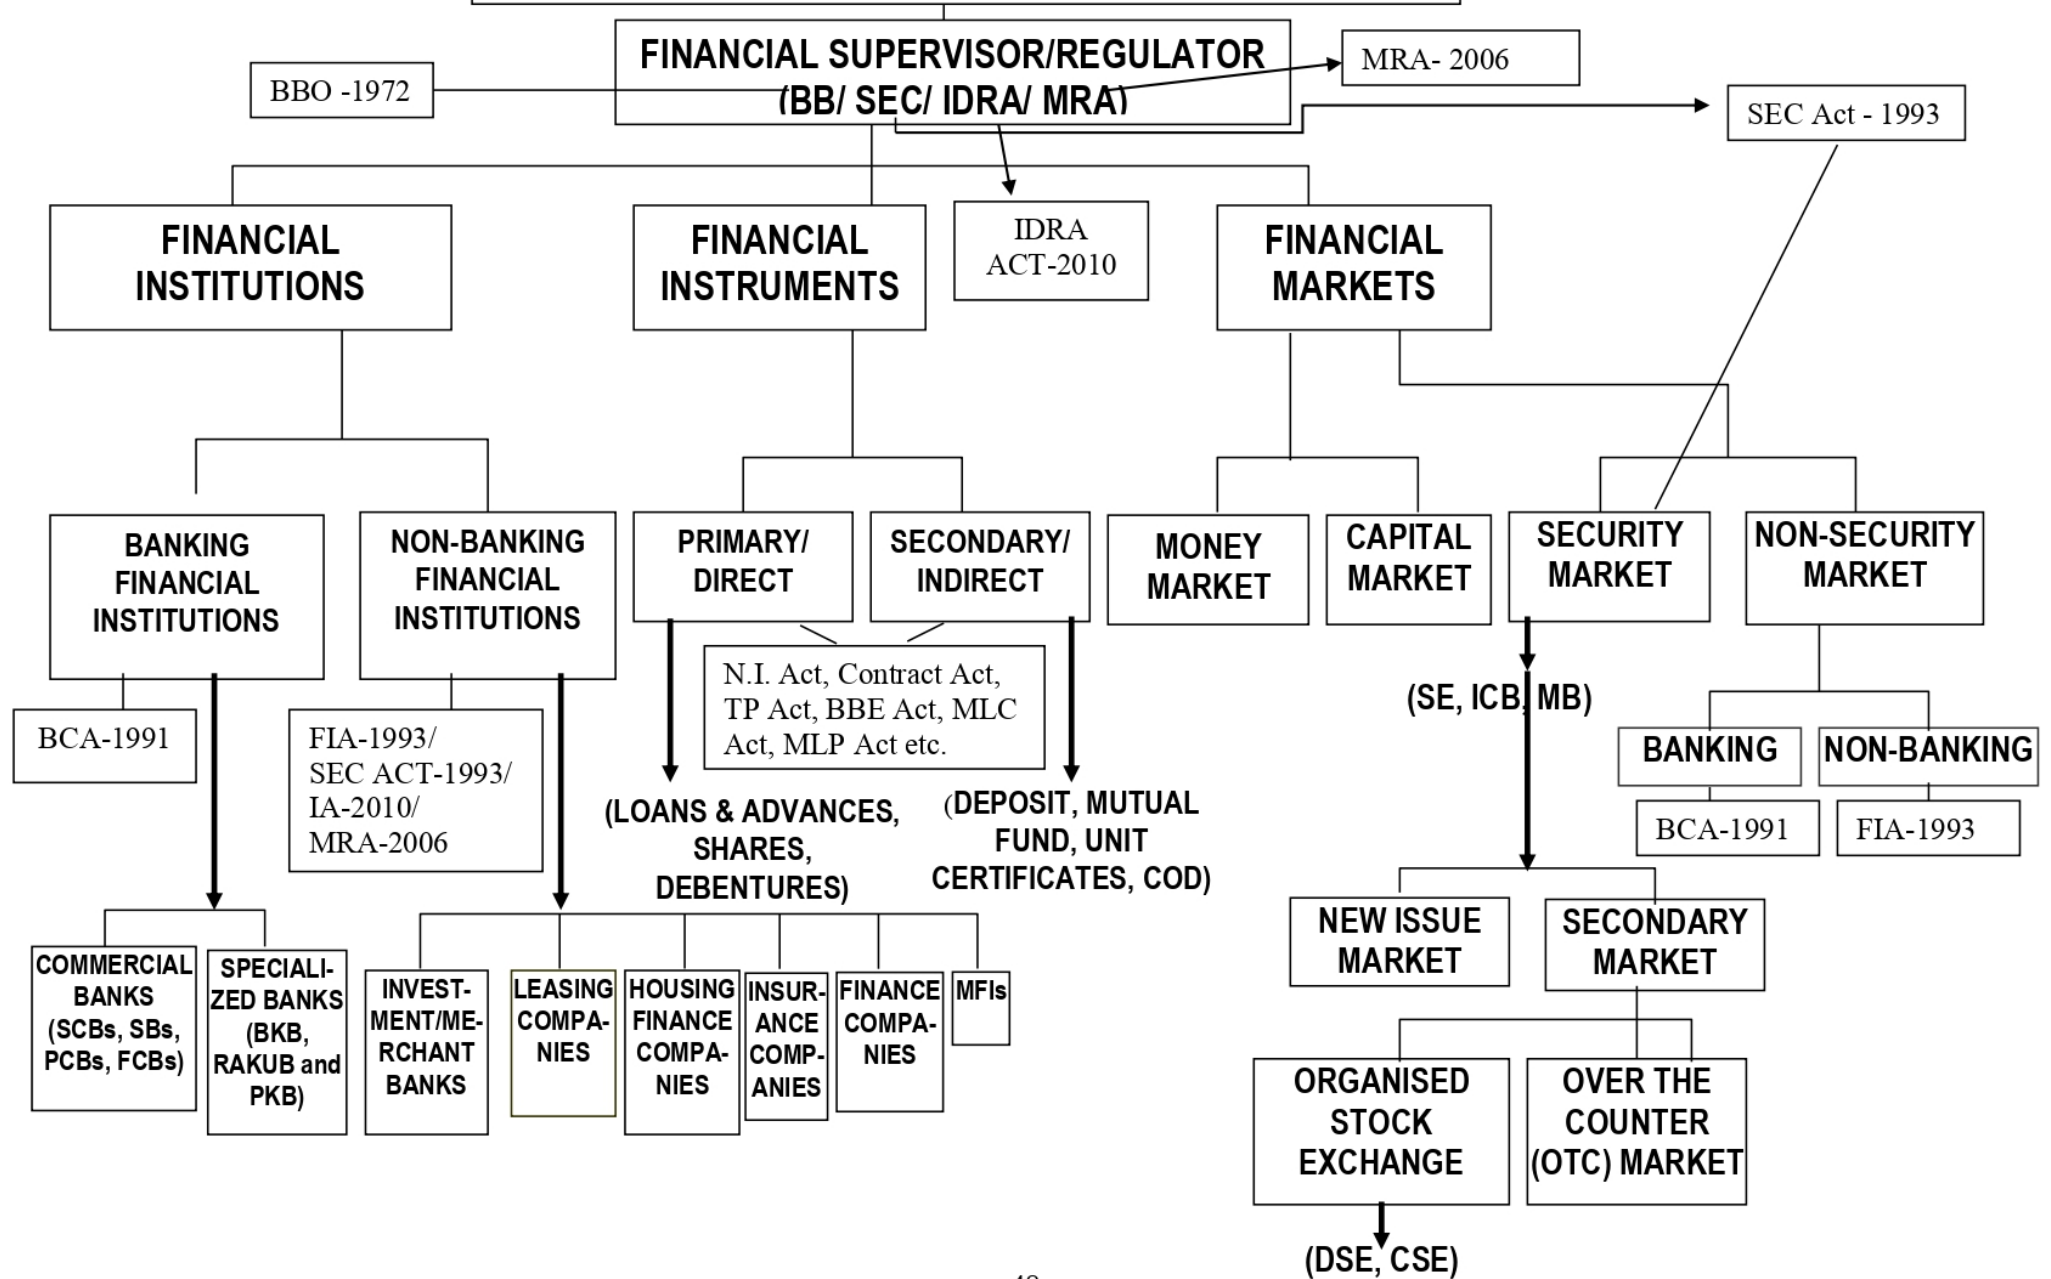 FINANCIAL SUPERVISOR/REGULATOR
(BB/ SEC/ IDRA/ MRA)
BBO -1972
MRA- 2006
SEC Act - 1993
FINANCIAL
INSTITUTIONS
FINANCIAL
INSTRUMENTS
IDRA
ACT-2010
FINANCIAL
MARKETS
BANKING
FINANCIAL
INSTITUTIONS
NON-BANKING
FINANCIAL
INSTITUTIONS
PRIMARY/
DIRECT
SECONDARY/
INDIRECT
MONEY
MARKET
CAPITAL
MARKET
SECURITY
MARKET
NON-SECURITY
MARKET
BCA-1991
FIA-1993/
SEC ACT-1993/
IA-2010/
MRA-2006
N.I. Act, Contract Act,
TP Act, BBE Act, MLC
Act, MLP Act etc.
(LOANS & ADVANCES,
SHARES,
DEBENTURES)
(DEPOSIT, MUTUAL
FUND, UNIT
CERTIFICATES, COD)
(SE, ICB, MB)
BANKING
NON-BANKING
BCA-1991
FIA-1993
NEW ISSUE
MARKET
SECONDARY
MARKET
COMMERCIAL
BANKS
(SCBs, SBs,
PCBs, FCBs)
SPECIALI-
ZED BANKS
(BKB,
RAKUB and
PKB)
INVEST-
MENT/ME-
RCHANT
BANKS
LEASING
COMPA-
NIES
HOUSING
FINANCE
COMPA-
NIES
INSUR-
ANCE
COMP-
ANIES
FINANCE
COMPA-
NIES
MFIs
ORGANISED
STOCK
EXCHANGE
OVER THE
COUNTER
(OTC) MARKET
(DSE, CSE)